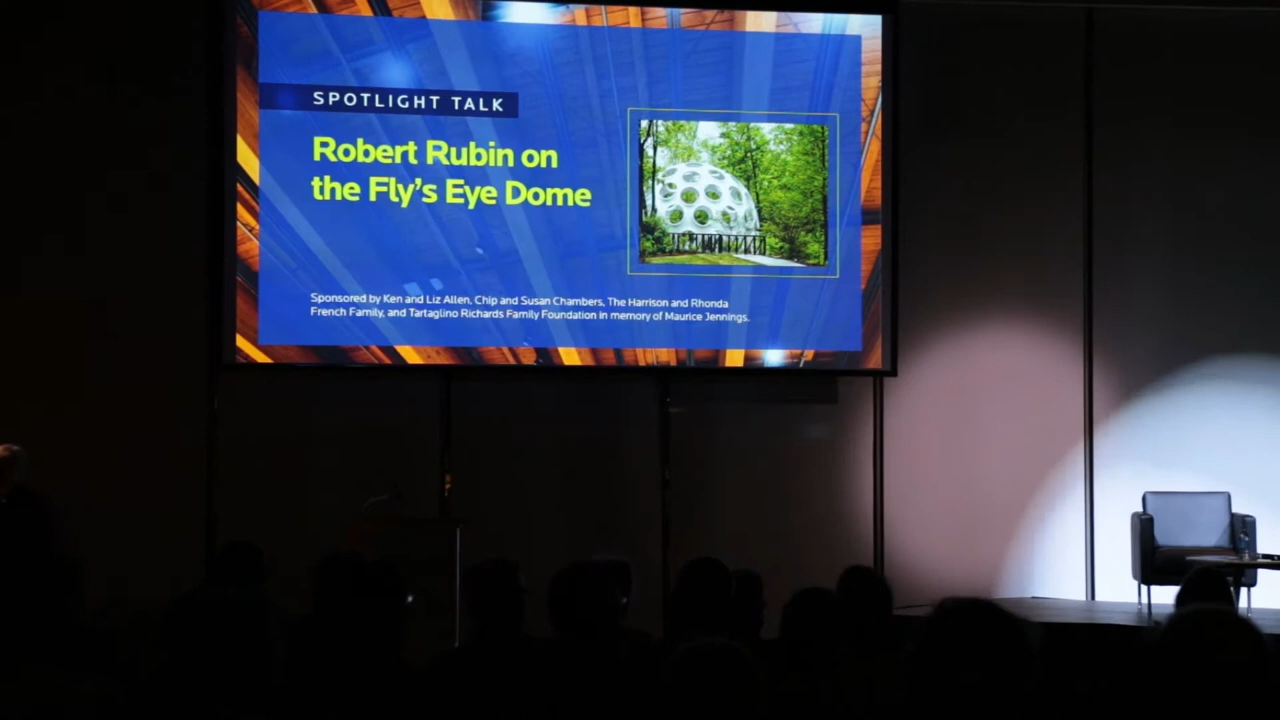 SPOTLIGHT TALK
Robert Rubin on
the Fly's Eye Dome
Sponsored by Ken and Liz Allen, Chip and Susan Chambers, The Harrison and Rhonda
French Family, and Tartaglino Richards Family Foundation in memory of Maurice Jennings.